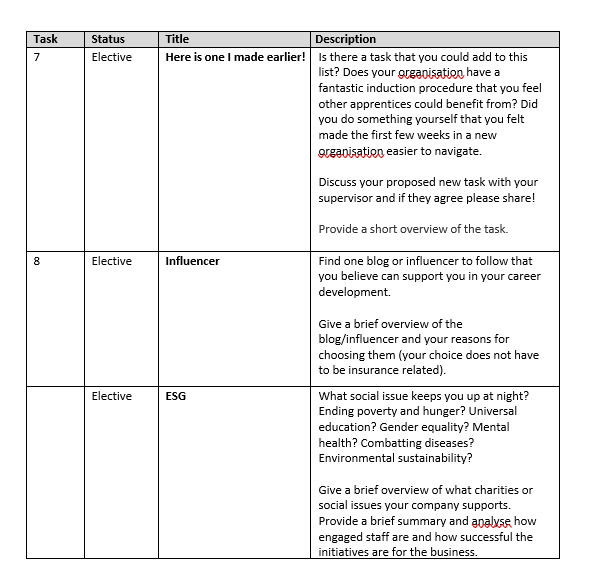 Task Status Title Description
7 Elective Here is one I made earlier! Is there a task that you could add to this
list? Does your organisation have a
fantastic induction procedure that you feel
other apprentices could benefit from? Did
you do something yourself that you felt
made the first few weeks in a new
organisation easier to navigate.
Discuss your proposed new task with your
supervisor and if they agree please share!
Provide a short overview of the task.
8 Elective Influencer Find one blog or influencer to follow that
you believe can support you in your career
development.
Give a brief overview of the
blog/influencer and your reasons for
choosing them (your choice does not have
to be insurance related).
Elective ESG What social issue keeps you up at night?
Ending poverty and hunger? Universal
education? Gender equality? Mental
health? Combatting diseases?
Environmental sustainability?
Give a brief overview of what charities or
social issues your company supports.
Provide a brief summary and analyse how
engaged staff are and how successful the
initiatives are for the business.